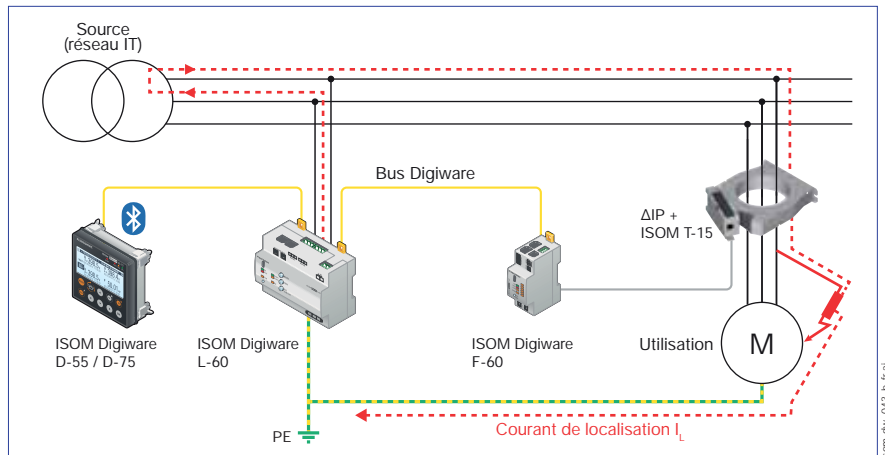 Source
(réseau IT)
Bus Digiware
ΔIP +
ISOM T-15
ISOM Digiware
D-55 / D-75
ISOM Digiware
L-60
ISOM Digiware
F-60
Utilisation
M
PE
Courant de localisation I_L